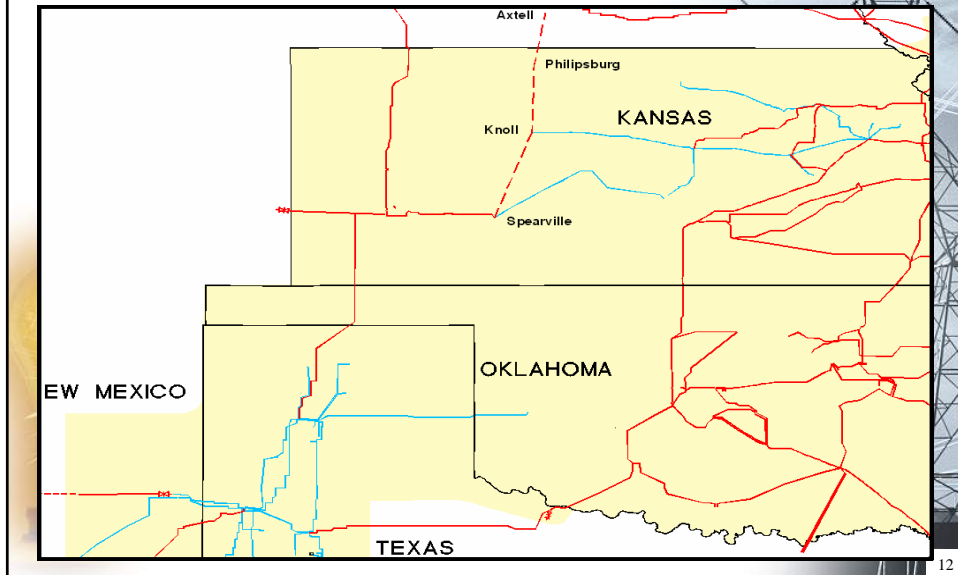 Axtell
Philipsburg
KANSAS
Knoll
Spearville
OKLAHOMA
EW MEXICO
TEXAS
12